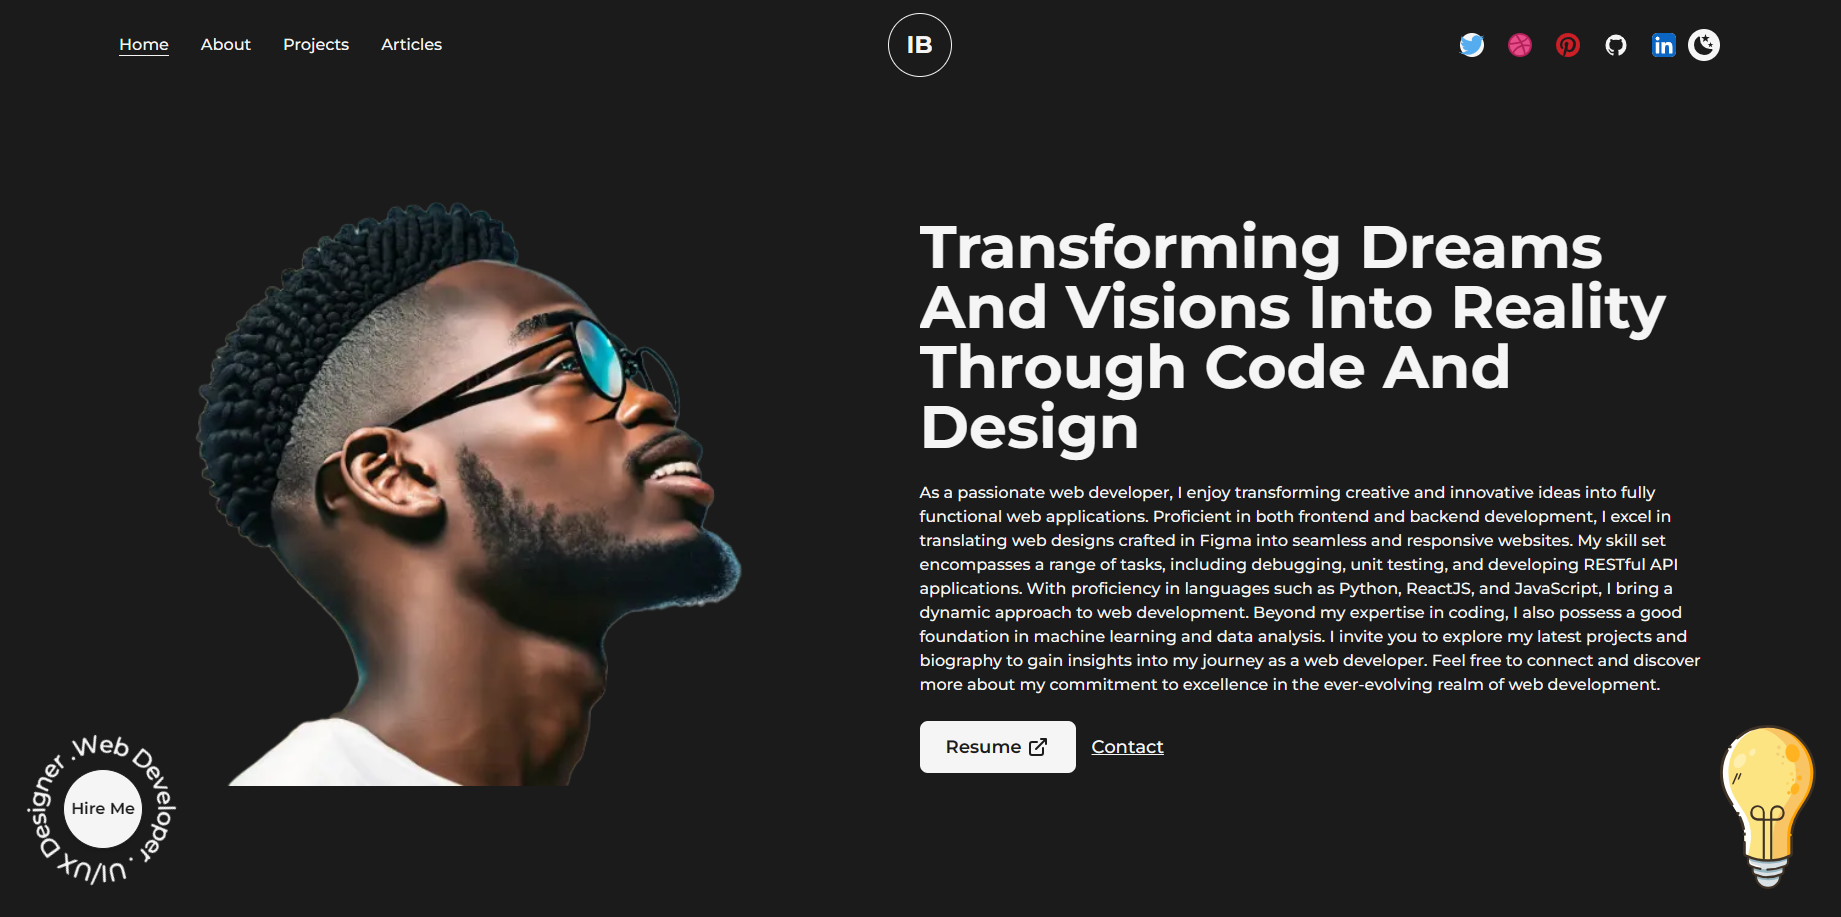 Home About Projects Articles
IB
in
Transforming Dreams
And Visions Into Reality
Through Code And
Design
As a passionate web developer, I enjoy transforming creative and innovative ideas into fully
functional web applications. Proficient in both frontend and backend development, I excel in
translating web designs crafted in Figma into seamless and responsive websites. My skill set
encompasses a range of tasks, including debugging, unit testing, and developing RESTful API
applications. With proficiency in languages such as Python, ReactJS, and JavaScript, I bring a
dynamic approach to web development. Beyond my expertise in coding, I also possess a good
foundation in machine learning and data analysis. I invite you to explore my latest projects and
biography to gain insights into my journey as a web developer. Feel free to connect and discover
more about my commitment to excellence in the ever-evolving realm of web development.
Resume Contact
.Web Developer . UI/UX Designer
Hire Me